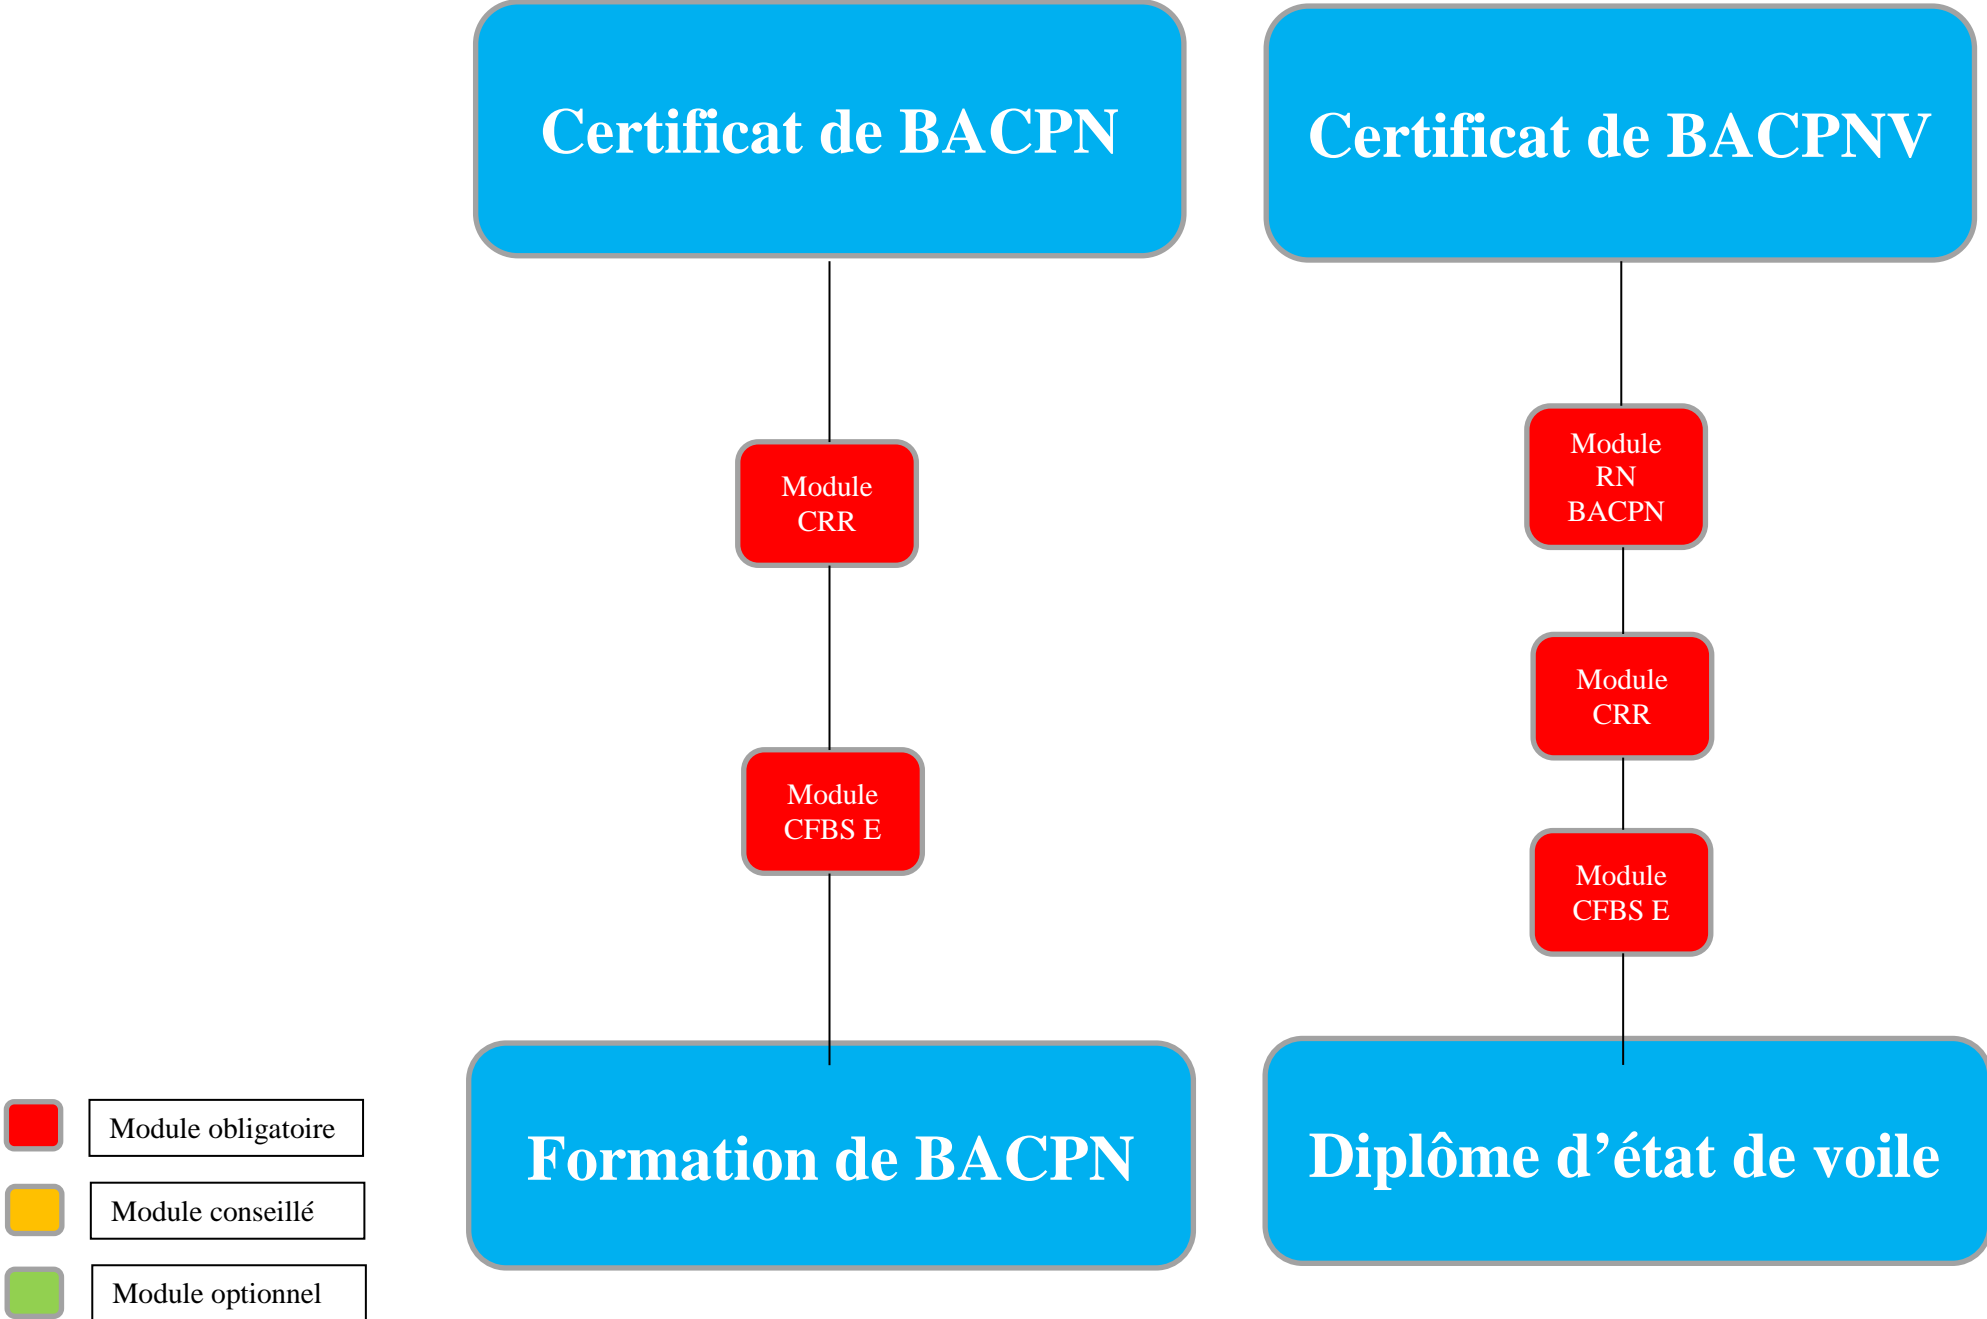 Certificat de BACPN
Certificat de BACPNV
Module
CRR
Module
CFBS E
Module
RN
BACPN
Module
CRR
Module
CFBS E
Formation de BACPN
Diplôme d’état de voile
Module obligatoire
Module conseillé
Module optionnel